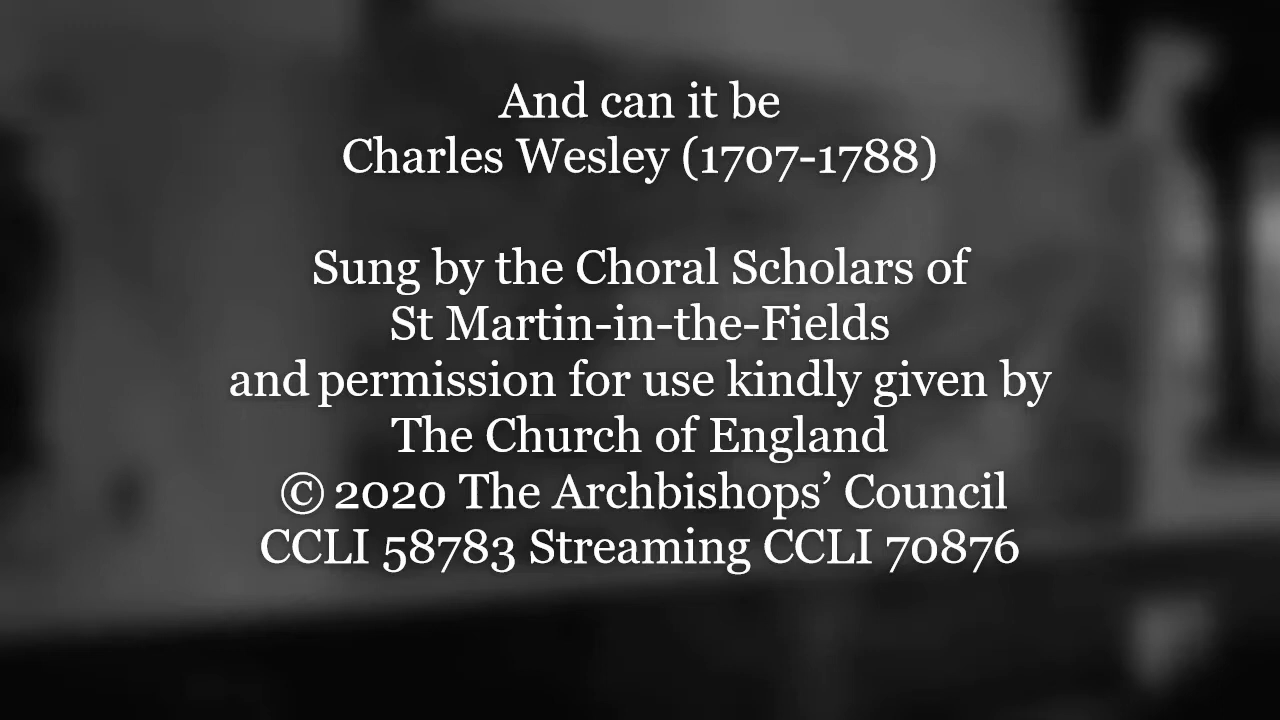 And can it be
Charles Wesley (1707-1788)
Sung by the Choral Scholars of
St Martin-in-the-Fields
and permission for use kindly given by
The Church of England
© 2020 The Archbishops’ Council
CCLI 58783 Streaming CCLI 70876